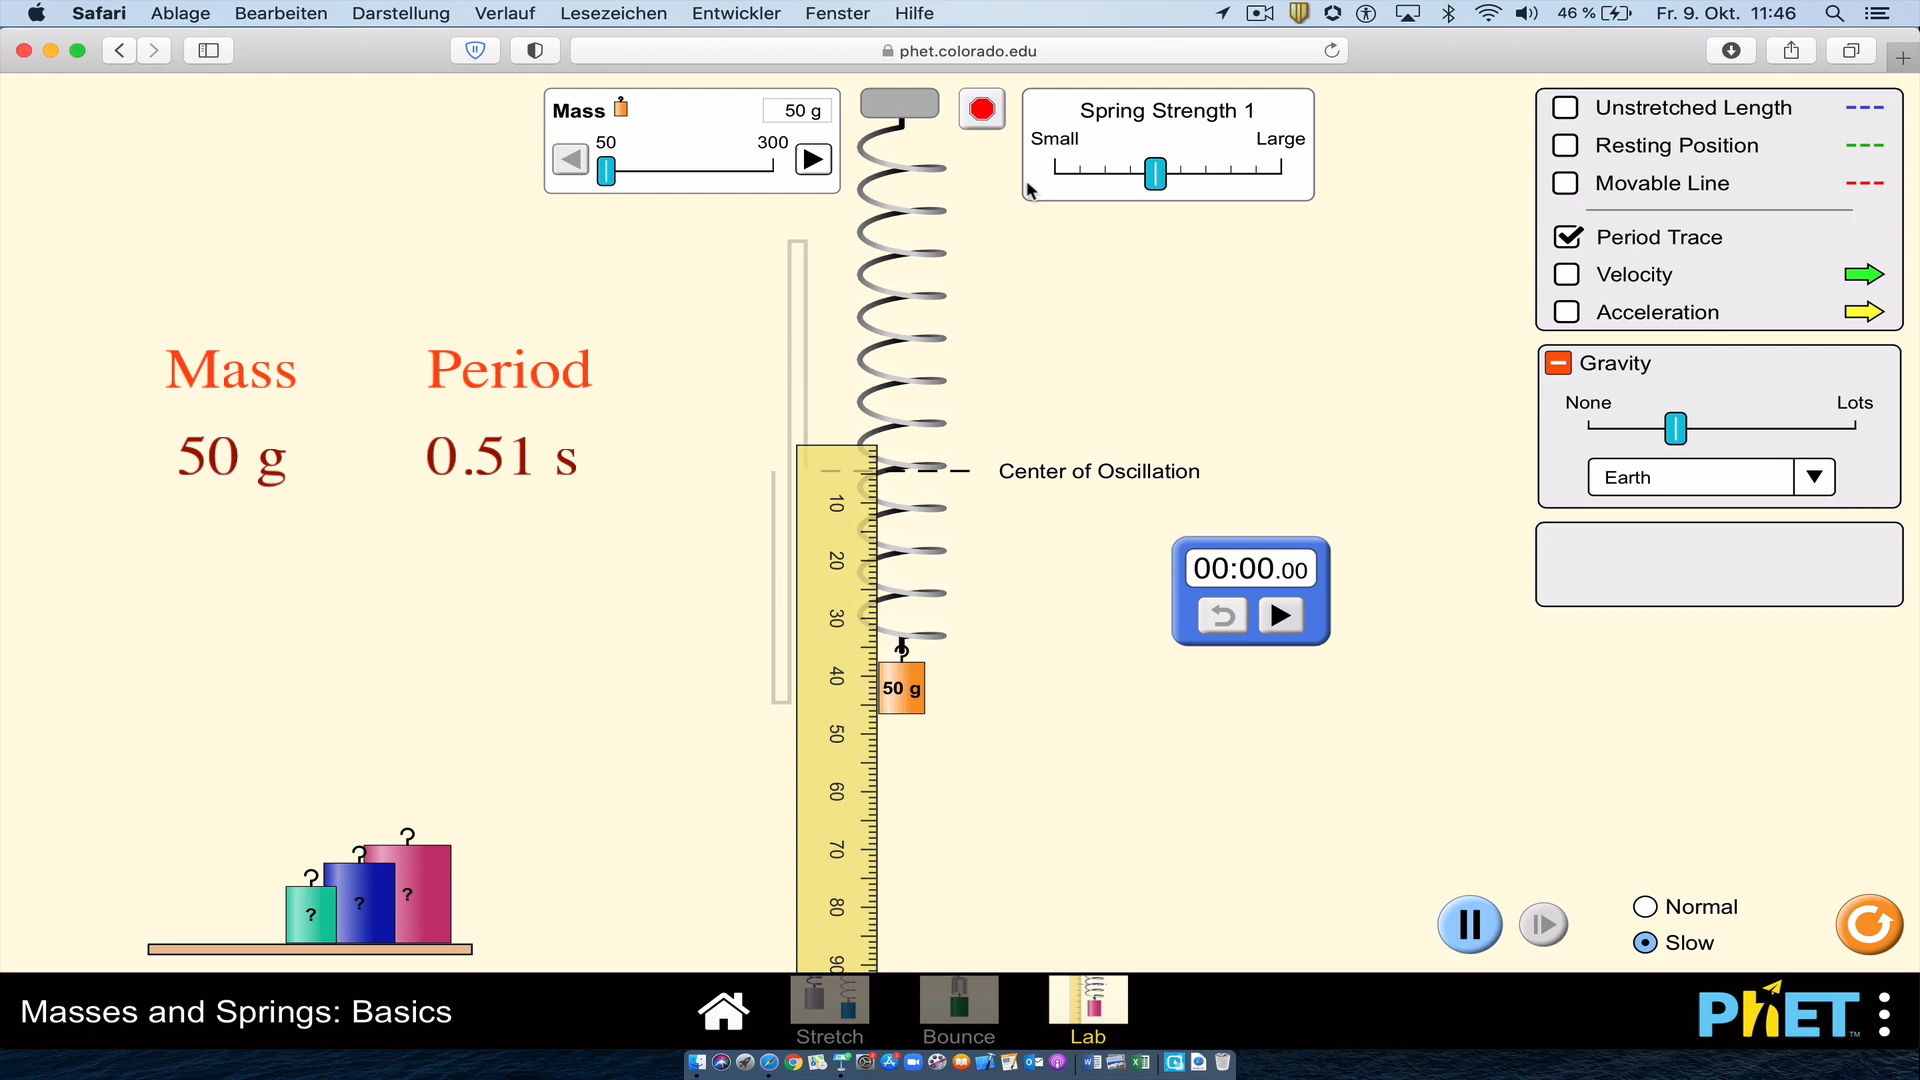 Safari Ablage Bearbeiten Darstellung Verlauf Lesezeichen Entwickler Fenster Hilfe 46 % Fr. 9. Okt. 11:46
phet.colorado.edu
Mass 50 g
50 300
Spring Strength 1
Small Large
Unstretched Length
Resting Position
Movable Line
Period Trace
Velocity
Acceleration
Gravity
None Lots
Earth
Mass Period
50 g 0.51 s
Center of Oscillation
10
20
30
40
50
60
70
80
90
50 g
00:00.00
? ? ?
Normal
Slow
Masses and Springs: Basics
Stretch
Bounce
Lab
PhET
TM